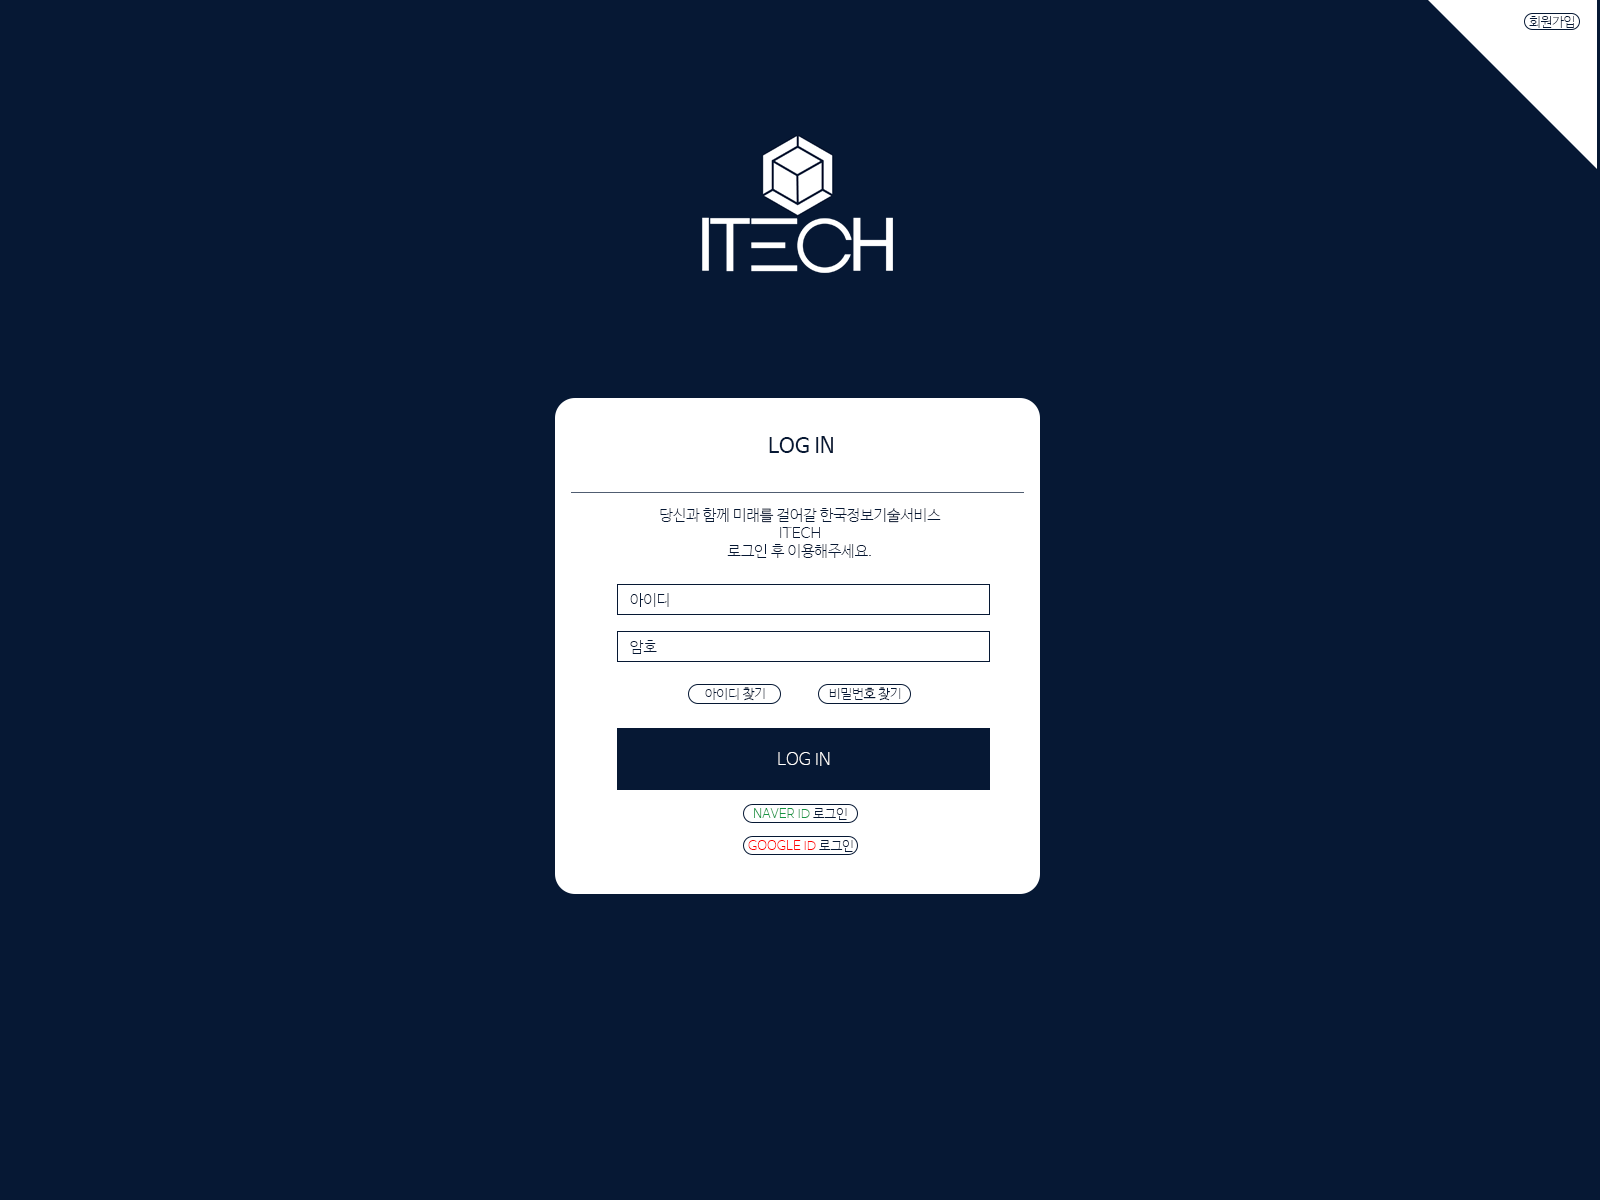 회원가입
ITECH
LOG IN
당신과 함께 미래를 걸어갈 한국정보기술서비스
ITECH
로그인 후 이용해주세요.
아이디
암호
아이디 찾기
비밀번호 찾기
LOG IN
NAVER ID 로그인
GOOGLE ID 로그인